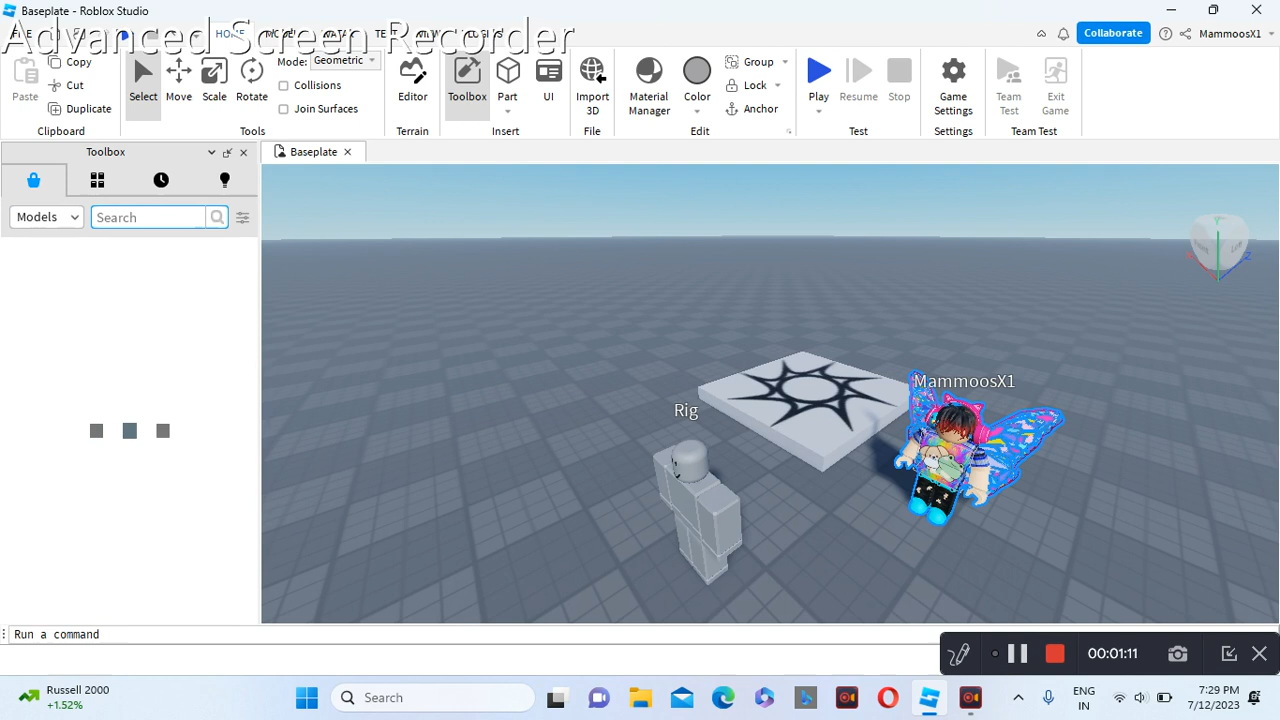 Baseplate - Roblox Studio
Advanced Screen Recorder
HOME
Collaborate
MammoosX1
Paste
Copy
Cut
Duplicate
Clipboard
Select
Move
Scale
Rotate
Mode: Geometric
Collisions
Join Surfaces
Tools
Editor
Terrain
Toolbox
Part
UI
Insert
Import
3D
File
Material
Manager
Color
Group
Lock
Anchor
Edit
Play
Resume
Stop
Test
Game
Settings
Settings
Team
Test
Exit
Game
Team Test
Toolbox
Baseplate
Models
Search
Rig
MammoosX1
Run a command
00:01:11
Russell 2000
+1.52%
Search
ENG
IN
7:29 PM
7/12/2023